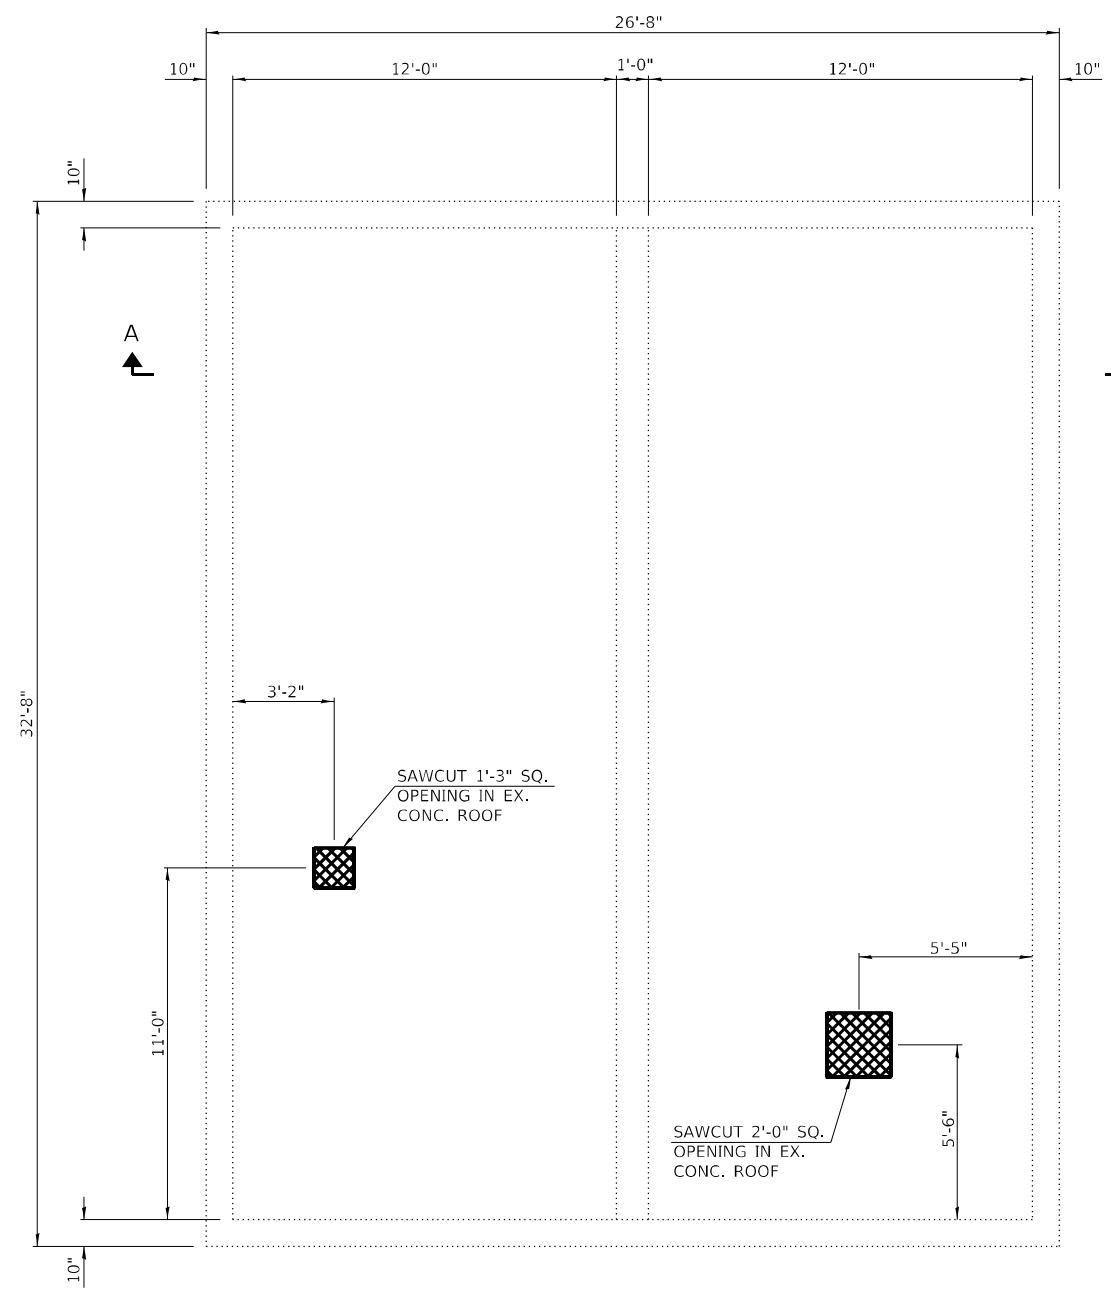 26'-8"
10"
12'-0"
1'-0"
12'-0"
10"
10"
A
32'-8"
3'-2"
SAWCUT 1'-3" SQ.
OPENING IN EX.
CONC. ROOF
11'-0"
5'-5"
5'-6"
SAWCUT 2'-0" SQ.
OPENING IN EX.
CONC. ROOF
10"